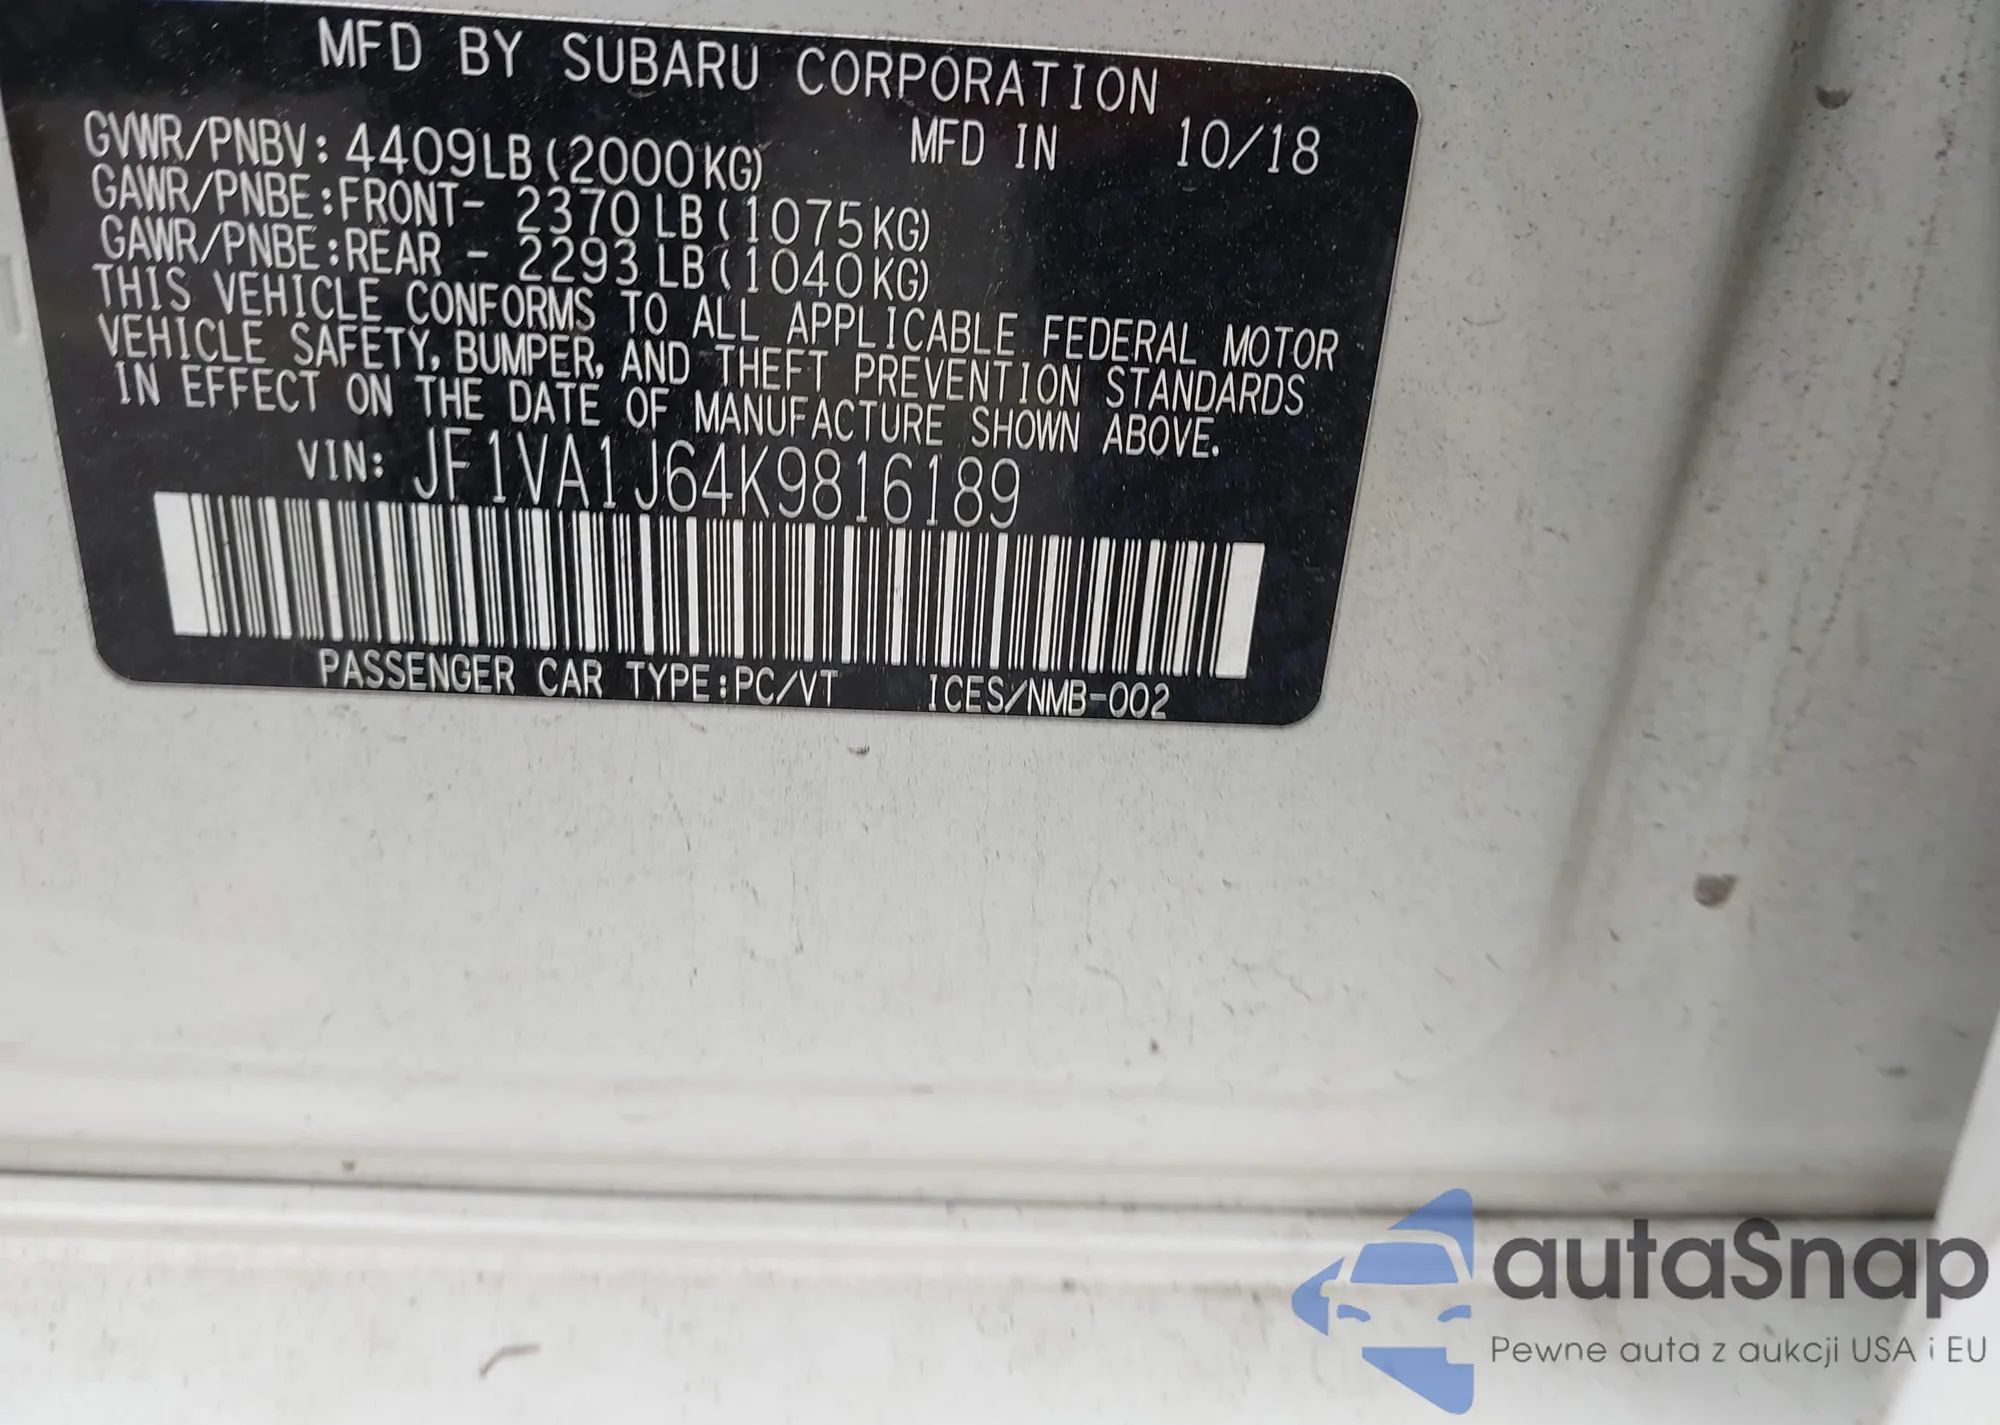 MFD BY SUBARU CORPORATION
GVWR/PNBV: 4409LB(2000KG) MFD IN 10/18
GAWR/PNBE:FRONT- 2370LB(1075KG)
GAWR/PNBE:REAR - 2293LB(1040KG)
THIS VEHICLE CONFORMS TO ALL APPLICABLE FEDERAL MOTOR
VEHICLE SAFETY, BUMPER, AND THEFT PREVENTION STANDARDS
IN EFFECT ON THE DATE OF MANUFACTURE SHOWN ABOVE.
VIN: JF1VA1J64K9816189
PASSENGER CAR TYPE:PC/VT ICES/NMB-002
autaSnap
Pewne auta z aukcji USA i EU